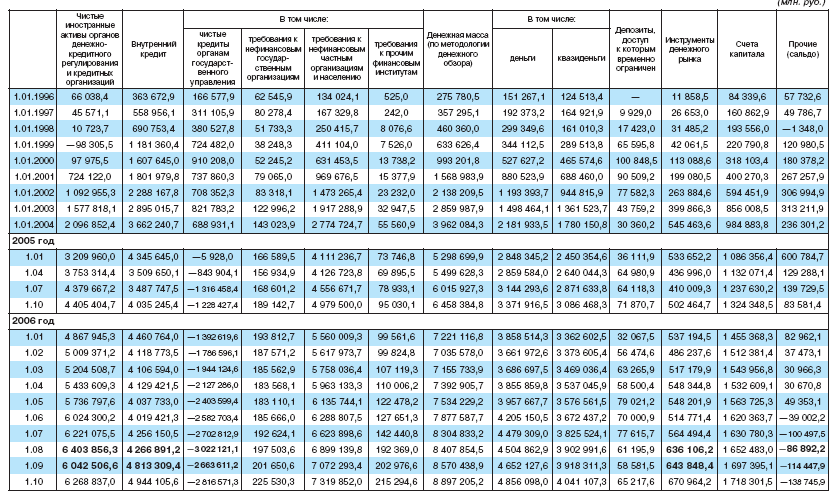 (млн. руб.)
Чистые иностранные активы органов денежно-кредитного регулирования и кредитных организаций | Внутренний кредит | В том числе: | Денежная масса (по методологии денежного обзора) | В том числе: | Депозиты, доступ к которым временно ограничен | Инструменты денежного рынка | Счета капитала | Прочие (сальдо)
чистые кредиты органам государственного управления | требования к нефинансовым государственным организациям | требования к нефинансовым частным организациям и населению | требования к прочим финансовым институтам | деньги | квазиденьги
1.01.1996 66 038,4 363 672,9 166 577,9 62 545,9 134 024,1 525,0 275 780,5 151 267,1 124 513,4 — 11 858,5 84 339,6 57 732,6
1.01.1997 45 571,1 558 956,1 311 105,9 80 278,4 167 329,8 242,0 357 295,1 192 373,2 164 921,9 9 929,0 26 653,0 160 862,9 49 786,7
1.01.1998 10 723,7 690 753,4 380 527,8 51 733,3 250 415,7 8 076,6 460 360,0 299 349,6 161 010,3 17 423,0 31 485,2 193 556,0 —1 348,0
1.01.1999 —98 305,5 1 181 360,4 724 482,0 38 248,3 411 104,0 7 526,0 633 626,4 344 112,5 289 513,8 65 595,8 42 061,5 220 790,8 120 980,5
1.01.2000 97 975,5 1 607 645,0 910 208,0 52 245,2 631 453,5 13 738,2 993 201,8 527 627,2 465 574,6 100 848,5 113 088,6 318 103,4 180 378,2
1.01.2001 724 122,0 1 801 979,8 737 860,3 79 065,0 969 676,5 15 377,9 1 568 983,9 880 523,9 688 460,0 90 509,2 199 080,5 400 270,3 267 257,9
1.01.2002 1 092 955,3 2 288 167,8 708 352,3 83 318,1 1 473 265,4 23 232,0 2 138 209,5 1 193 393,7 944 815,9 77 582,3 263 884,6 594 451,9 306 994,9
1.01.2003 1 577 818,1 2 895 015,7 821 783,2 122 996,2 1 917 288,9 32 947,5 2 859 987,9 1 498 464,1 1 361 523,7 43 759,2 399 866,3 856 008,5 313 211,9
1.01.2004 2 096 852,4 3 662 240,7 688 931,1 143 023,9 2 774 724,7 55 560,9 3 962 084,3 2 181 933,5 1 780 150,8 30 360,2 545 463,6 984 883,8 236 301,2
2005 год
1.01 3 209 960,0 4 345 645,0 —5 928,0 166 589,5 4 111 236,7 73 746,8 5 298 699,9 2 848 345,2 2 450 354,6 36 111,9 533 652,2 1 086 356,4 600 784,7
1.04 3 753 314,4 3 509 650,1 —843 904,1 156 934,9 4 126 723,8 69 895,5 5 499 628,3 2 859 584,0 2 640 044,3 64 980,9 436 996,0 1 132 071,4 129 288,1
1.07 4 379 667,2 3 487 747,5 —1 316 458,4 168 601,2 4 556 671,7 78 933,1 6 015 927,3 3 144 293,6 2 871 633,8 64 118,3 410 009,3 1 237 630,2 139 729,5
1.10 4 405 404,7 4 035 245,4 —1 228 427,4 189 142,7 4 979 500,0 95 030,1 6 458 384,8 3 371 916,5 3 086 468,3 71 870,7 502 464,7 1 324 348,5 83 581,4
2006 год
1.01 4 867 945,3 4 460 764,0 —1 392 619,6 193 812,7 5 560 009,3 99 561,6 7 221 116,8 3 858 514,3 3 362 602,5 32 067,5 537 194,5 1 455 368,3 82 962,1
1.02 5 009 371,2 4 118 773,5 —1 786 596,1 187 571,2 5 617 973,7 99 824,8 7 035 578,0 3 661 972,6 3 373 605,4 56 474,6 486 237,6 1 512 381,4 37 473,1
1.03 5 204 508,7 4 106 594,0 —1 944 124,6 185 562,9 5 758 036,4 107 119,3 7 155 733,9 3 686 697,5 3 469 036,4 63 265,9 517 179,9 1 543 956,8 30 966,3
1.04 5 433 609,3 4 129 421,5 —2 127 286,0 183 568,1 5 963 133,3 110 006,2 7 392 905,7 3 855 859,8 3 537 045,9 58 500,4 548 344,8 1 532 609,1 30 670,8
1.05 5 736 797,6 4 037 733,0 —2 403 599,4 183 110,1 6 135 744,1 122 478,2 7 534 229,2 3 957 667,7 3 576 561,5 79 021,2 548 201,9 1 563 725,3 49 353,1
1.06 6 024 300,2 4 019 421,3 —2 582 703,4 185 666,0 6 288 807,5 127 651,3 7 877 587,7 4 205 150,5 3 672 437,2 70 000,9 514 771,4 1 620 363,7 —39 002,2
1.07 6 221 075,5 4 256 150,5 —2 702 812,9 192 624,1 6 623 898,6 142 440,8 8 304 833,2 4 479 309,0 3 825 524,1 77 615,7 564 494,4 1 630 780,3 —100 497,5
1.08 6 403 856,3 4 266 891,2 —3 022 121,1 197 503,6 6 899 139,8 192 369,0 8 407 854,5 4 504 862,9 3 902 991,6 61 195,9 636 106,2 1 652 483,0 —86 892,2
1.09 6 042 506,6 4 813 309,4 —2 663 611,2 201 650,6 7 072 293,4 202 976,6 8 570 438,9 4 652 127,6 3 918 311,3 58 581,5 643 848,4 1 697 395,1 —114 447,9
1.10 6 268 837,0 4 944 105,6 —2 816 571,3 225 530,3 7 319 852,0 215 294,6 8 897 205,2 4 856 098,0 4 041 107,3 65 217,6 670 964,2 1 718 301,5 —138 745,9